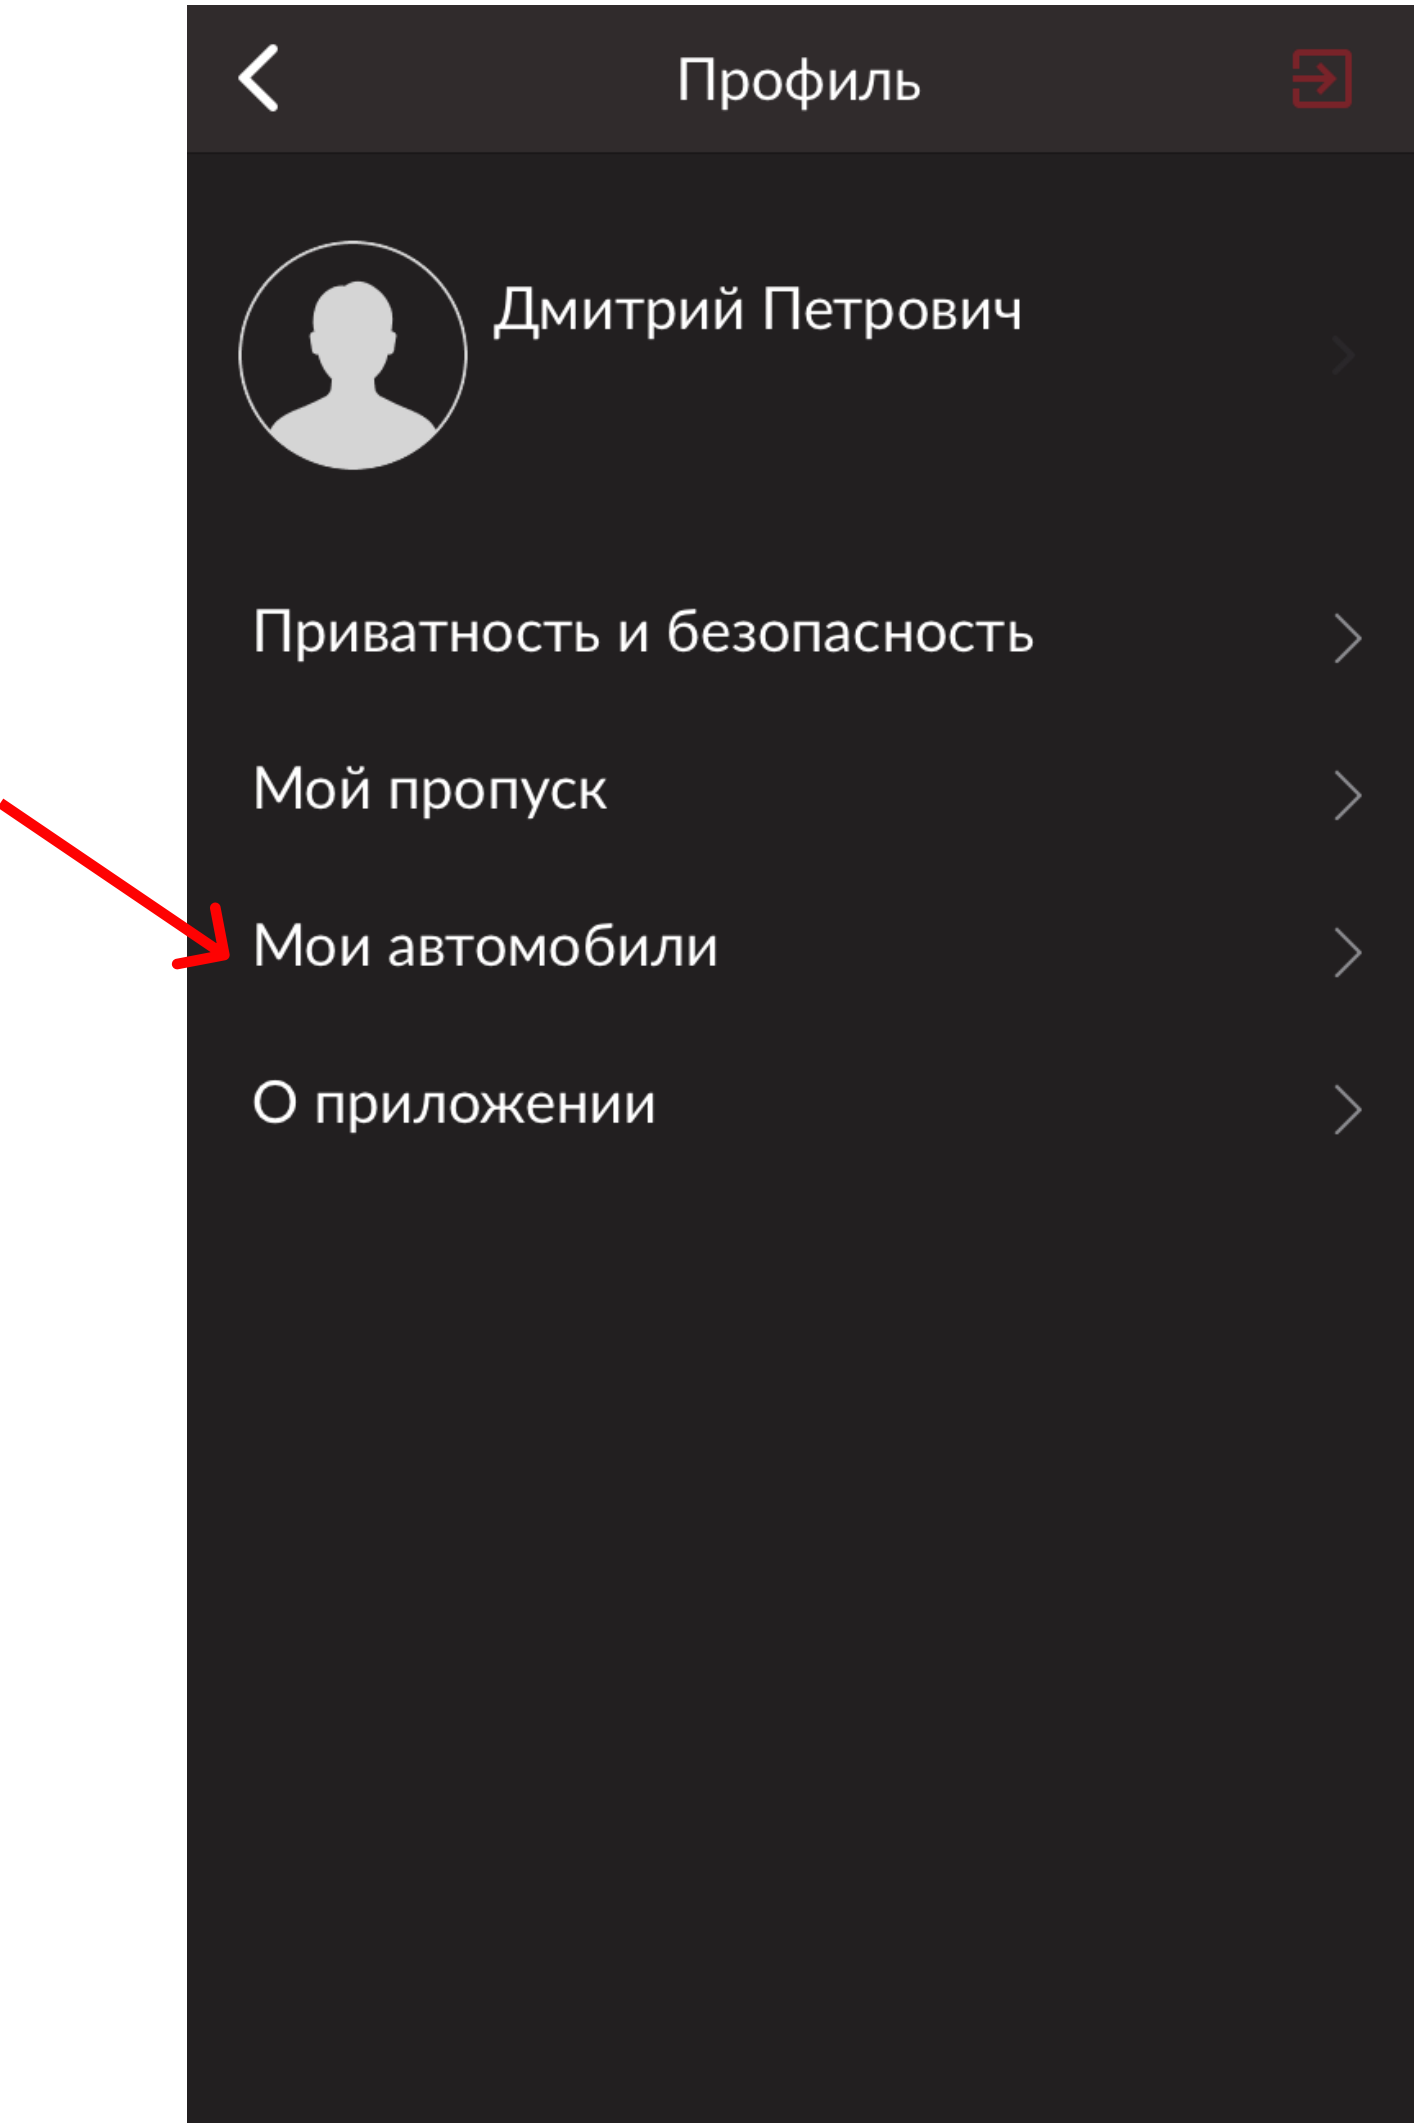 Профиль
Дмитрий Петрович
Приватность и безопасность
Мой пропуск
Мои автомобили
О приложении